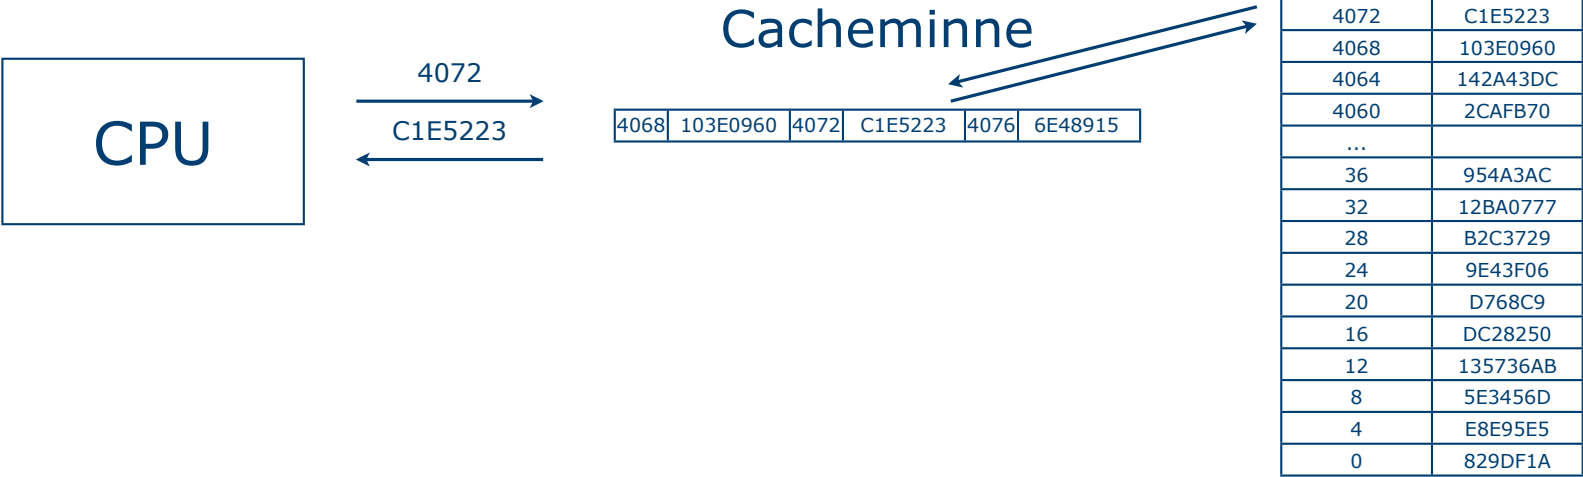 Cacheminne
CPU
4072
C1E5223
4068 103E0960 4072 C1E5223 4076 6E48915
4072 C1E5223
4068 103E0960
4064 142A43DC
4060 2CAFB70
...
36 954A3AC
32 12BA0777
28 B2C3729
24 9E43F06
20 D768C9
16 DC28250
12 135736AB
8 5E3456D
4 E8E95E5
0 829DF1A